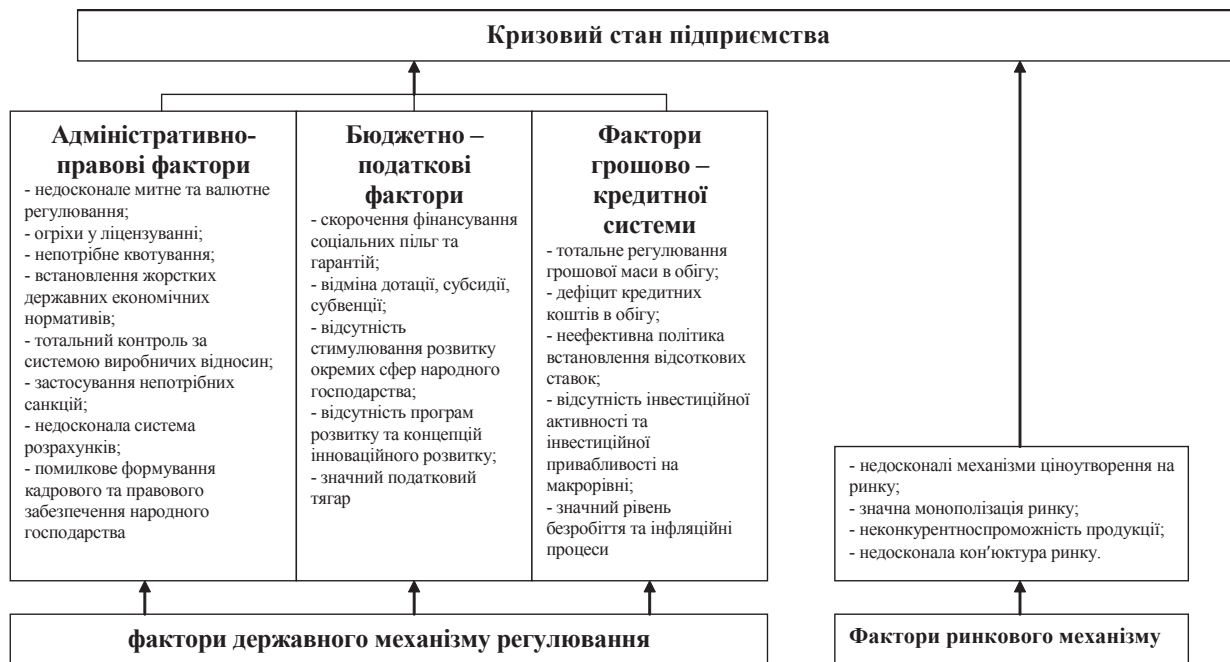 Кризовий стан підприємства
Адміністративно-
правові фактори
- недосконале митне та валютне
регулювання;
- огріхи у ліцензуванні;
- непотрібне квотування;
- встановлення жорстких
державних економічних
нормативів;
- тотальний контроль за
системою виробничих відносин;
- застосування непотрібних
санкцій;
- недосконала система
розрахунків;
- помилкове формування
кадрового та правового
забезпечення народного
господарства
Бюджетно –
податкові
фактори
- скорочення фінансування
соціальних пільг та
гарантій;
- відміна дотації, субсидії,
субвенції;
- відсутність
стимулювання розвитку
окремих сфер народного
господарства;
- відсутність програм
розвитку та концепцій
інноваційного розвитку;
- значний податковий
тягар
Фактори
грошово –
кредитної
системи
- тотальне регулювання
грошової маси в обігу;
- дефіцит кредитних
коштів в обігу;
- неефективна політика
встановлення відсоткових
ставок;
- відсутність інвестиційної
активності та
інвестиційної
привабливості на
макрорівні;
- значний рівень
безробіття та інфляційні
процеси
- недосконалі механізми ціноутворення на
ринку;
- значна монополізація ринку;
- неконкурентноспроможність продукції;
- недосконала кон'юктура ринку.
фактори державного механізму регулювання
Фактори ринкового механізму